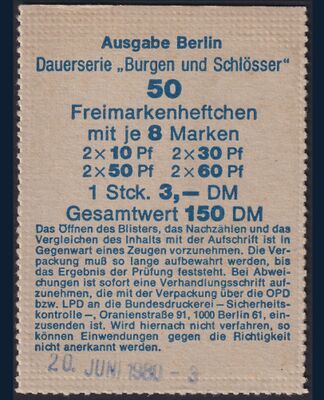 Ausgabe Berlin
Dauerserie „Burgen und Schlösser"
50
Freimarkenheftchen
mit je 8 Marken
2×10 Pf 2×30 Pf
2×50 Pf 2×60 Pf
1 Stck. 3,— DM
Gesamtwert 150 DM
Das Öffnen des Blisters, das Nachzählen und das
Vergleichen des Inhalts mit der Aufschrift ist in
Gegenwart eines Zeugen vorzunehmen. Die Ver-
packung muß so lange aufbewahrt werden, bis
das Ergebnis der Prüfung feststeht. Bei Abwei-
chungen ist sofort eine Verhandlungsschrift auf-
zunehmen, die mit der Verpackung über die OPD
bzw. LPD an die Bundesdruckerei – Sicherheits-
kontrolle –, Oranienstraße 91, 1000 Berlin 61, ein-
zusenden ist. Wird hiernach nicht verfahren, so
können Einwendungen gegen die Richtigkeit
nicht anerkannt werden.
20. JUNI 1980 - 3